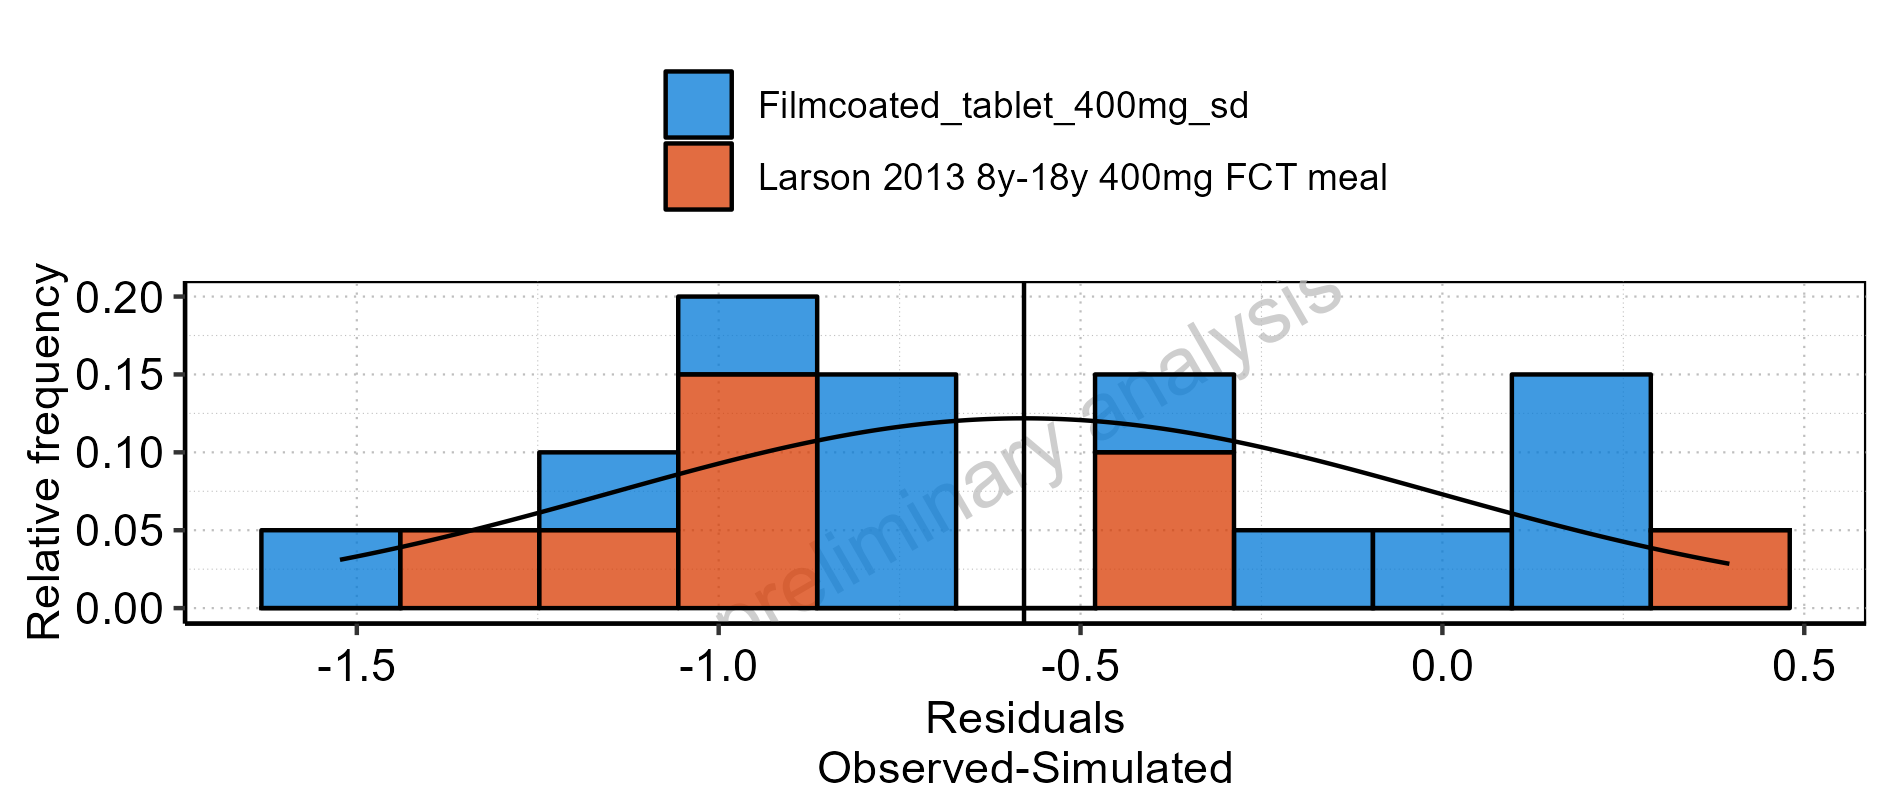 Filmcoated_tablet_400mg_sd
Larson 2013 8y-18y 400mg FCT meal
Relative frequency
0.20
0.15
0.10
0.05
0.00
preliminary analysis
-1.5 -1.0 -0.5 0.0 0.5
Residuals
Observed-Simulated